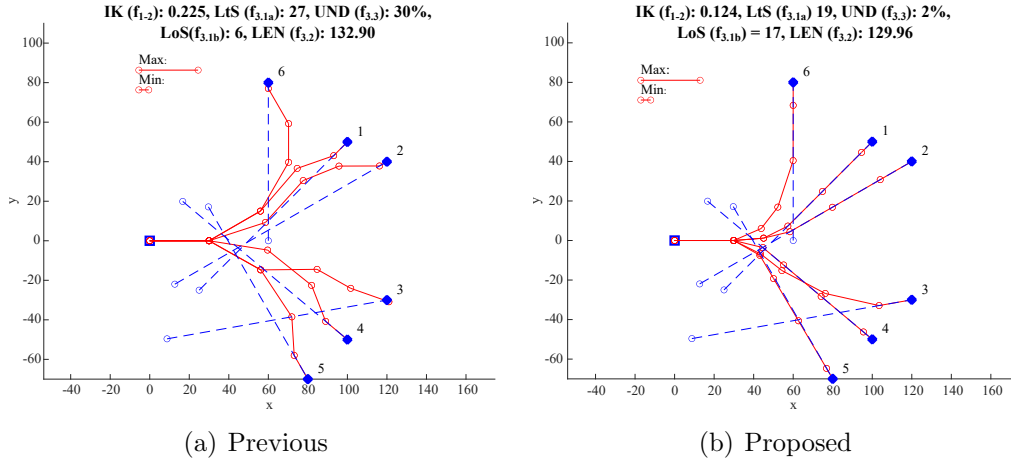 IK (f1-2): 0.225, LtS (f3.1a): 27, UND (f3.3): 30%,
LoS(f3.1b): 6, LEN (f3.2): 132.90
Max:
Min:
6
1
2
3
4
5
80
60
40
20
0
-20
-40
-60
y
-40 -20 0 20 40 60 80 100 120 140 160
x
(a) Previous
IK (f1-2): 0.124, LtS (f3.1a) 19, UND (f3.3): 2%,
LoS (f3.1b) = 17, LEN (f3.2): 129.96
Max:
Min:
6
1
2
3
4
5
100
80
60
40
20
0
-20
-40
-60
y
-40 -20 0 20 40 60 80 100 120 140 160
x
(b) Proposed